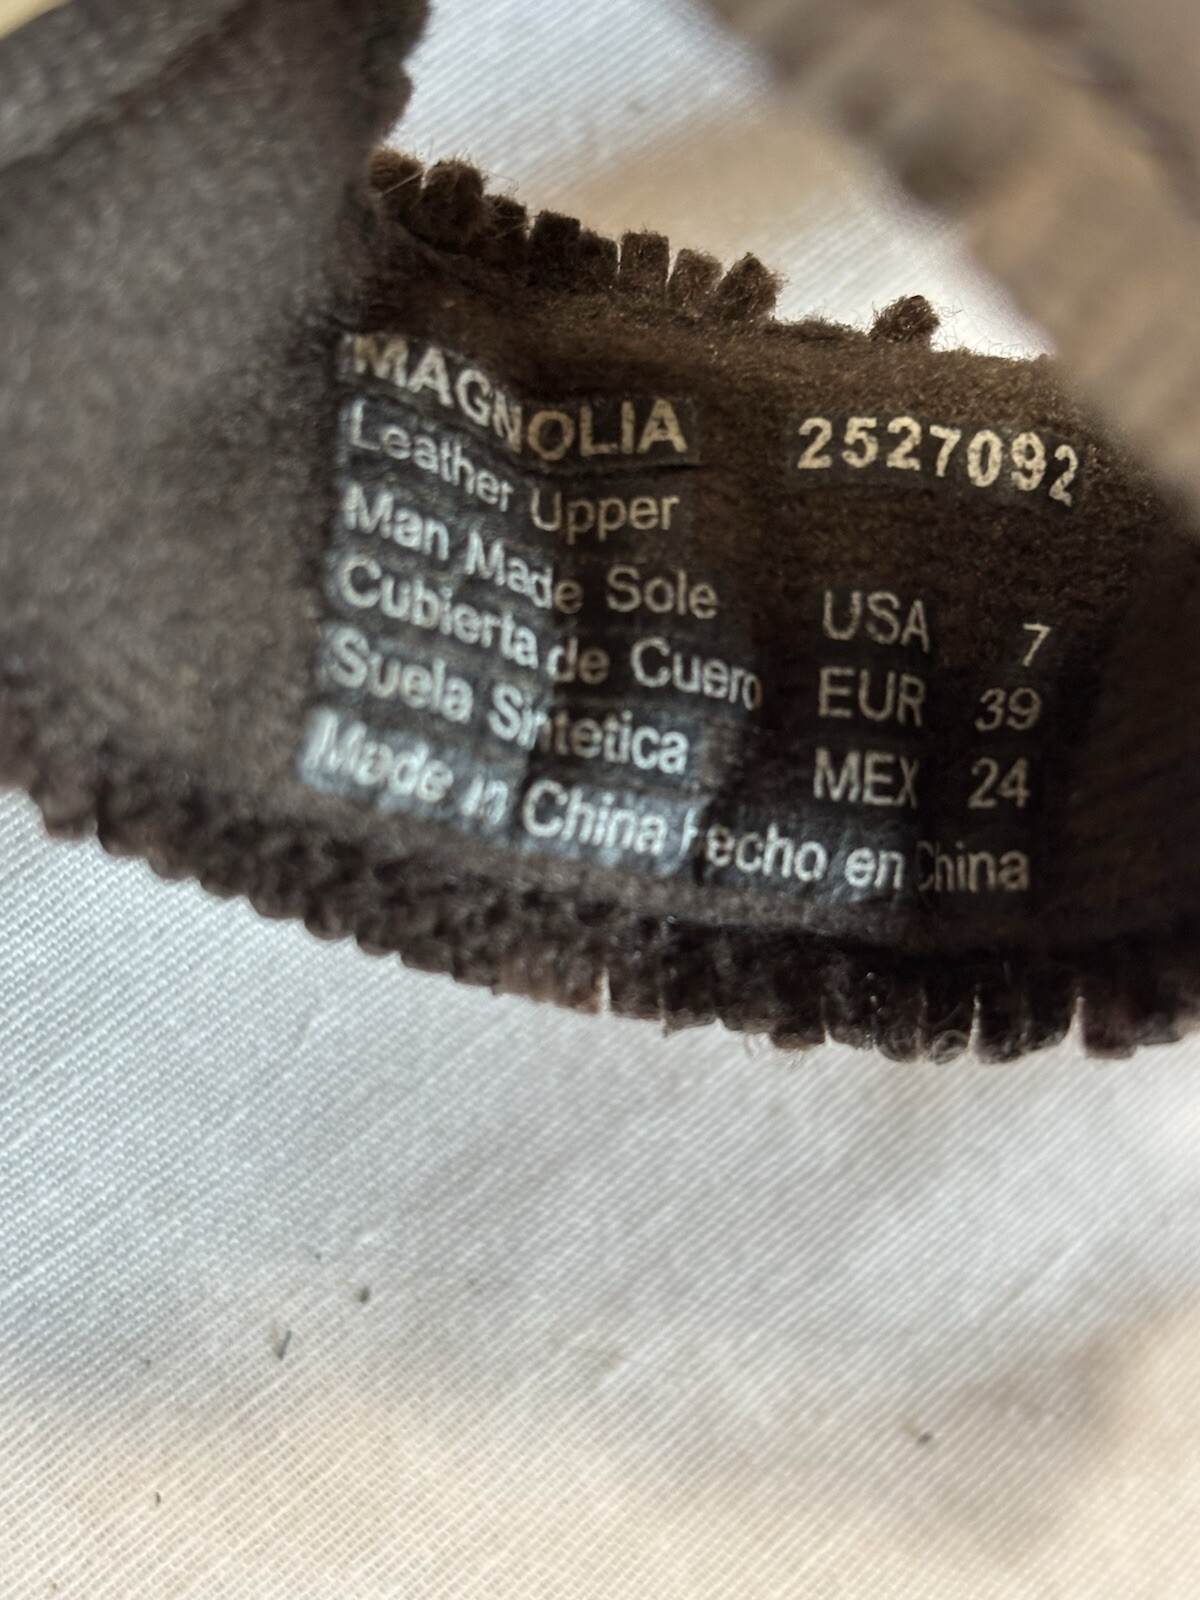 MAGNOLIA 2527092
Leather Upper
Man Made Sole USA 7
Cubierta de Cuero EUR 39
Suela Sintetica MEX 24
Made in China Hecho en China